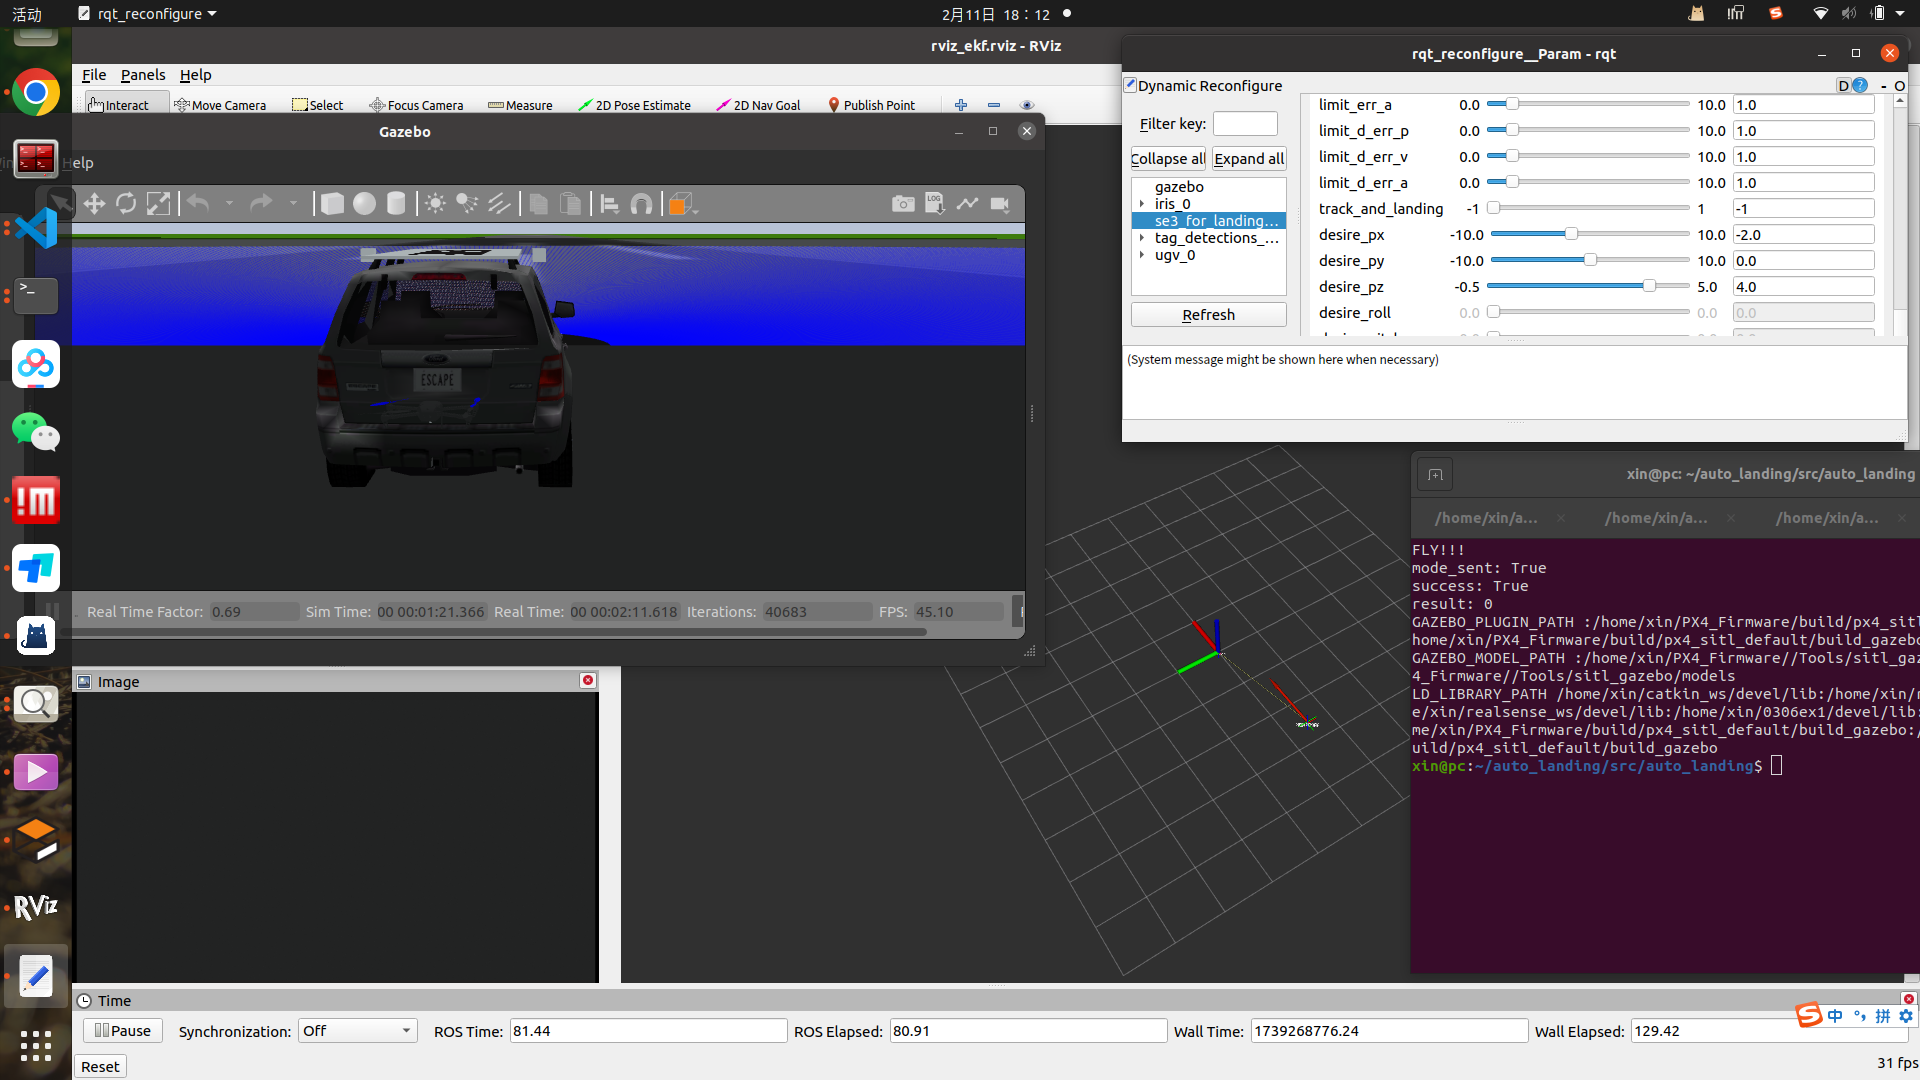 活动
rqt_reconfigure
2月11日 18：12
rviz_ekf.rviz - RViz
File Panels Help
Interact
Move Camera
Select
Focus Camera
Measure
2D Pose Estimate
2D Nav Goal
Publish Point
Gazebo
Help
ESCAPE
Real Time Factor: 0.69
Sim Time: 00 00:01:21.366
Real Time: 00 00:02:11.618
Iterations: 40683
FPS: 45.10
rqt_reconfigure__Param - rqt
Dynamic Reconfigure
D
- O
Filter key:
Collapse all
Expand all
gazebo
iris_0
se3_for_landing...
tag_detections_...
ugv_0
Refresh
limit_err_a 0.0 10.0 1.0
limit_d_err_p 0.0 10.0 1.0
limit_d_err_v 0.0 10.0 1.0
limit_d_err_a 0.0 10.0 1.0
track_and_landing -1 1 -1
desire_px -10.0 10.0 -2.0
desire_py -10.0 10.0 0.0
desire_pz -0.5 5.0 4.0
desire_roll 0.0 0.0 0.0
(System message might be shown here when necessary)
xin@pc: ~/auto_landing/src/auto_landing
/home/xin/a... /home/xin/a... /home/xin/a...
FLY!!!
mode_sent: True
success: True
result: 0
GAZEBO_PLUGIN_PATH :/home/xin/PX4_Firmware/build/px4_sitl
home/xin/PX4_Firmware/build/px4_sitl_default/build_gazebo
GAZEBO_MODEL_PATH :/home/xin/PX4_Firmware//Tools/sitl_gaz
4_Firmware//Tools/sitl_gazebo/models
LD_LIBRARY_PATH /home/xin/catkin_ws/devel/lib:/home/xin/r
e/xin/realsense_ws/devel/lib:/home/xin/0306ex1/devel/lib:
me/xin/PX4_Firmware/build/px4_sitl_default/build_gazebo:/
uild/px4_sitl_default/build_gazebo
xin@pc:~/auto_landing/src/auto_landing$
Image
RViz
Time
Pause
Synchronization: Off
ROS Time: 81.44
ROS Elapsed: 80.91
Wall Time: 1739268776.24
Wall Elapsed: 129.42
中 拼
Reset
31 fps